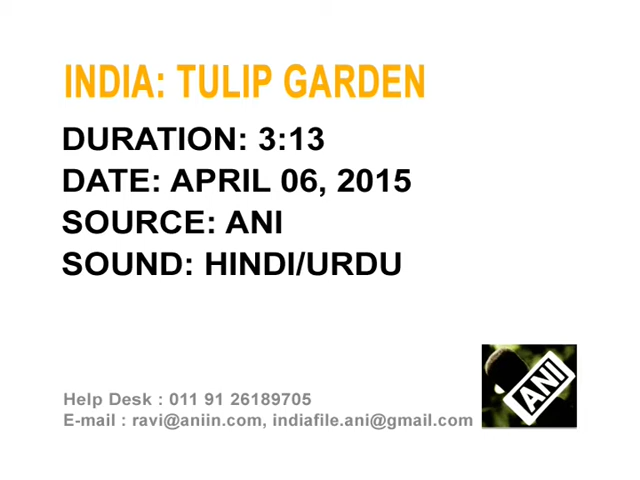 INDIA: TULIP GARDEN
DURATION: 3:13
DATE: APRIL 06, 2015
SOURCE: ANI
SOUND: HINDI/URDU
Help Desk : 011 91 26189705
E-mail : ravi@aniin.com, indiafile.ani@gmail.com
ANI